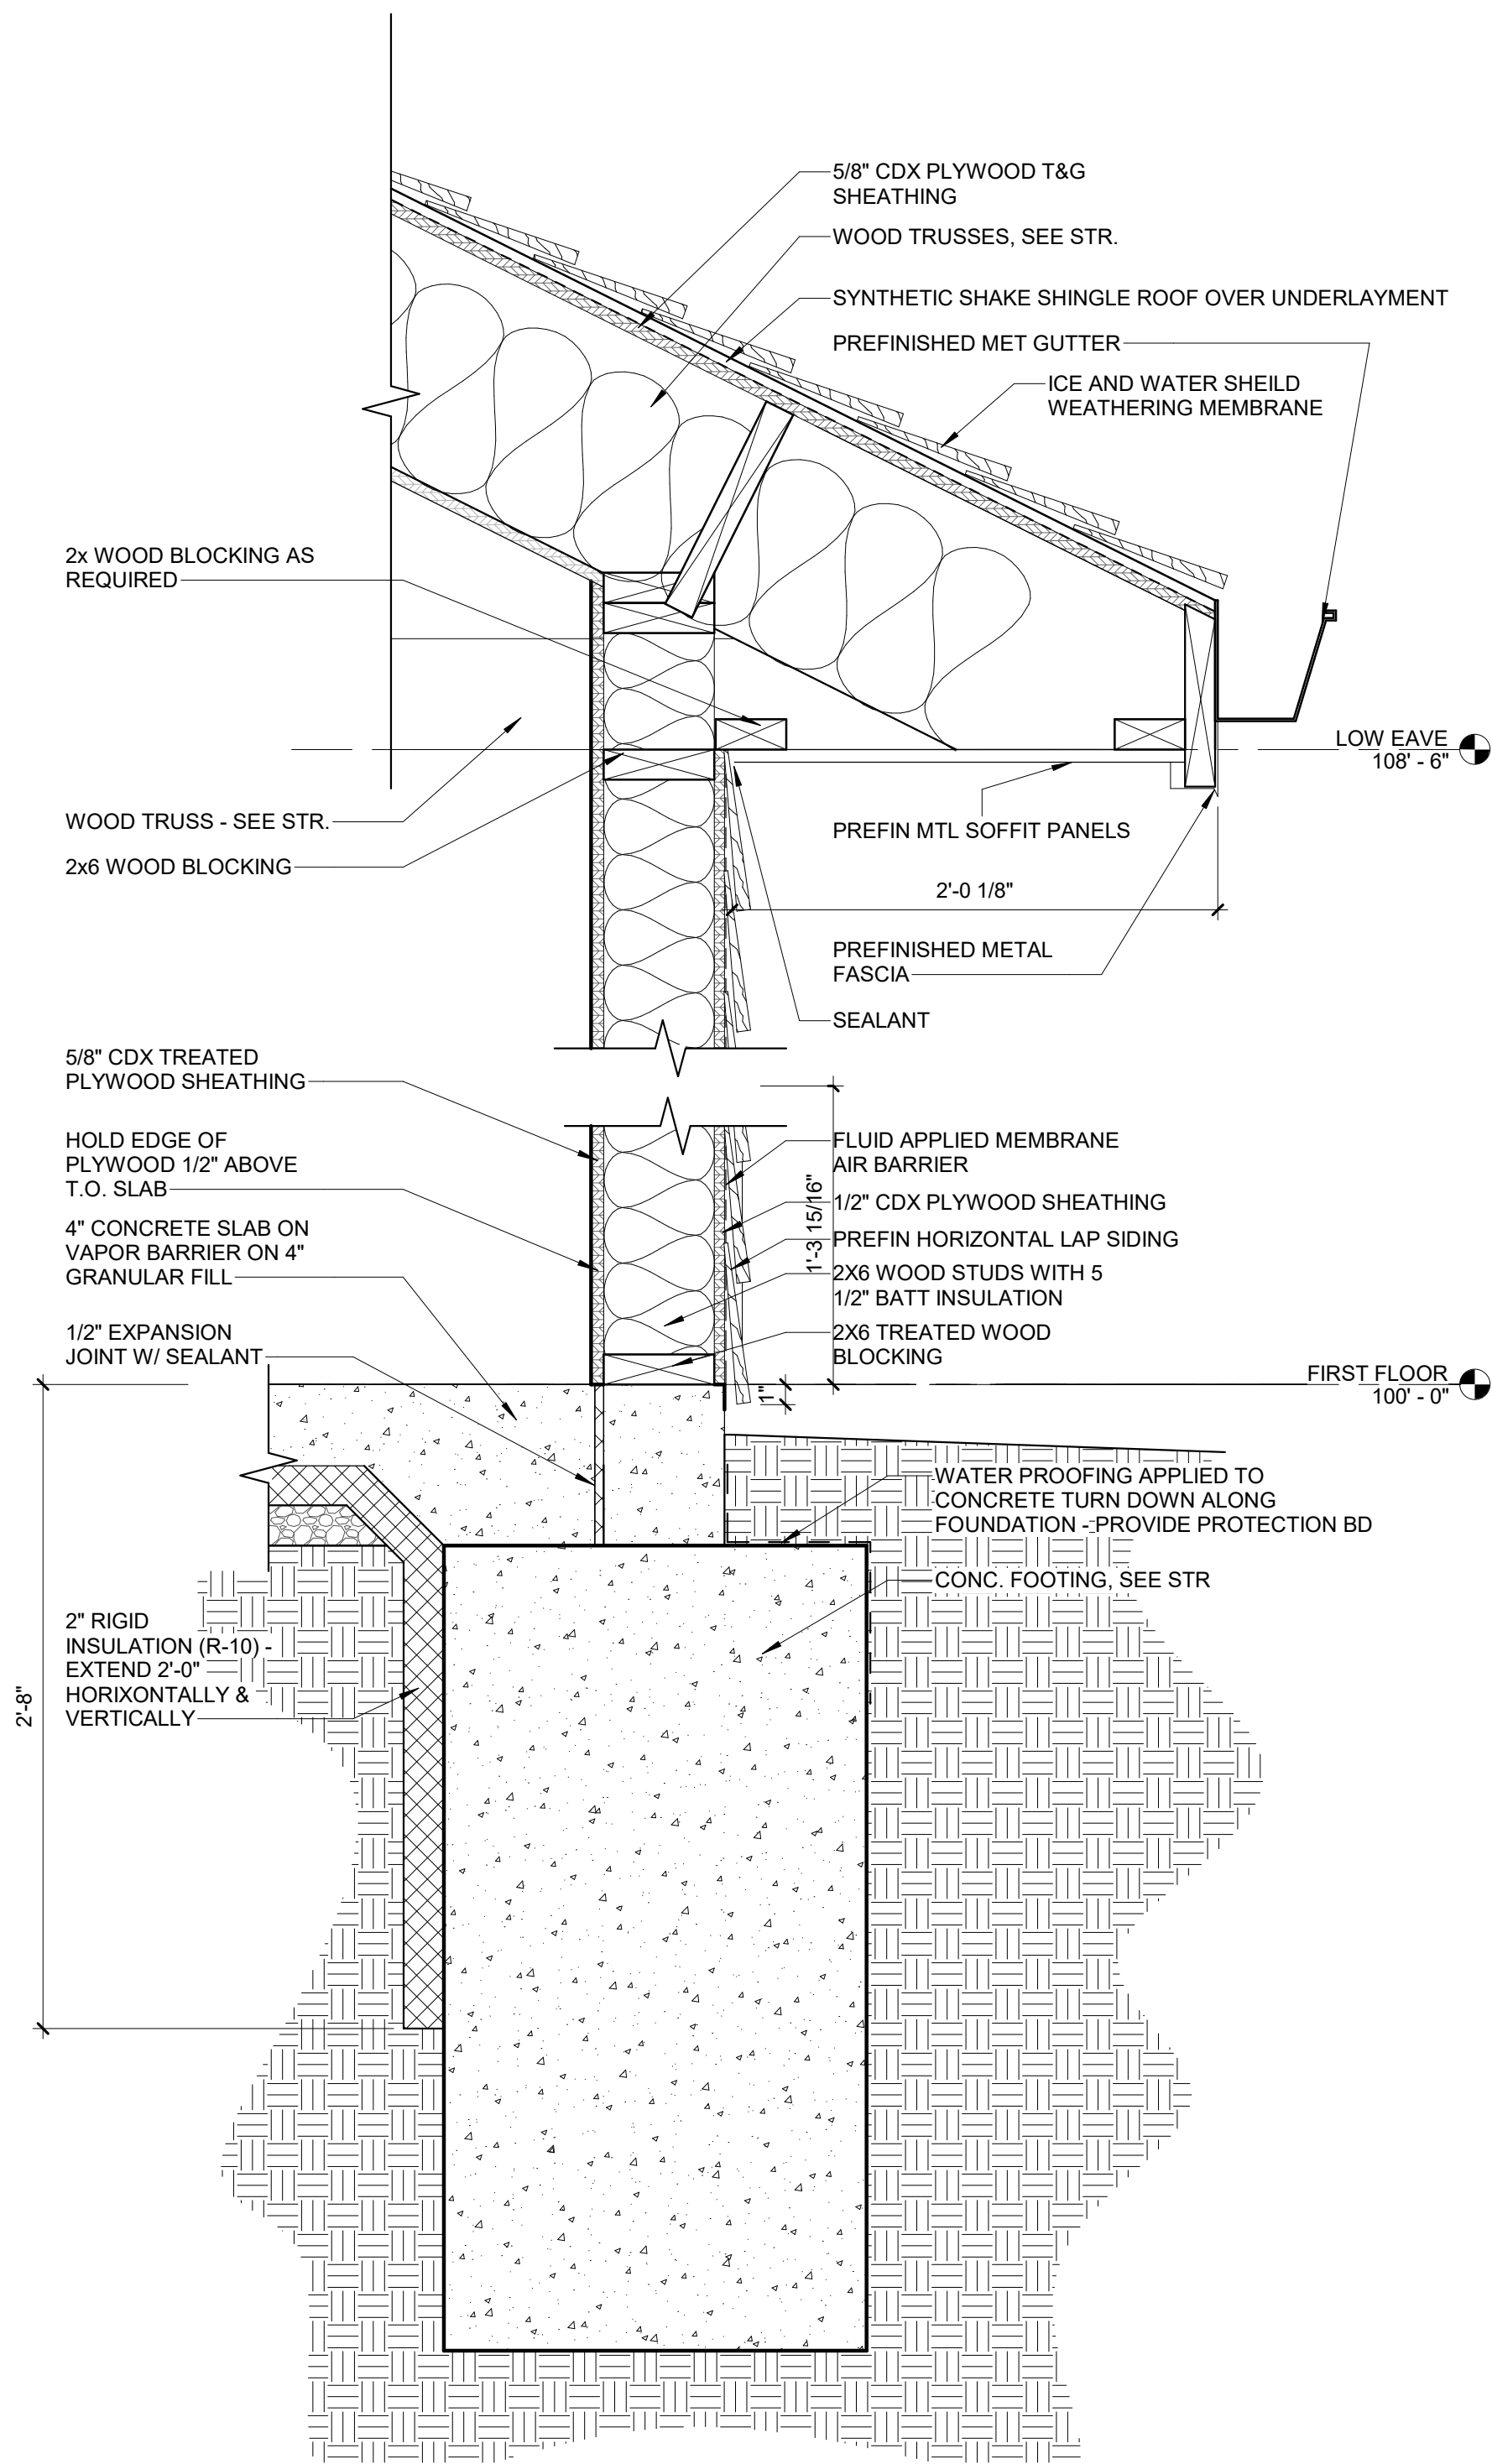 5/8" CDX PLYWOOD T&G
SHEATHING
WOOD TRUSSES, SEE STR.
SYNTHETIC SHAKE SHINGLE ROOF OVER UNDERLAYMENT
PREFINISHED MET GUTTER
ICE AND WATER SHEILD
WEATHERING MEMBRANE
2x WOOD BLOCKING AS
REQUIRED
LOW EAVE
108' - 6"
WOOD TRUSS - SEE STR.
2x6 WOOD BLOCKING
PREFIN MTL SOFFIT PANELS
2'-0 1/8"
PREFINISHED METAL
FASCIA
SEALANT
5/8" CDX TREATED
PLYWOOD SHEATHING
HOLD EDGE OF
PLYWOOD 1/2" ABOVE
T.O. SLAB
4" CONCRETE SLAB ON
VAPOR BARRIER ON 4"
GRANULAR FILL
1/2" EXPANSION
JOINT W/ SEALANT
FLUID APPLIED MEMBRANE
AIR BARRIER
1/2" CDX PLYWOOD SHEATHING
1'-3 15/16"
PREFIN HORIZONTAL LAP SIDING
2X6 WOOD STUDS WITH 5
1/2" BATT INSULATION
2X6 TREATED WOOD
BLOCKING
FIRST FLOOR
100' - 0"
1"
WATER PROOFING APPLIED TO
CONCRETE TURN DOWN ALONG
FOUNDATION - PROVIDE PROTECTION BD
CONC. FOOTING, SEE STR
2" RIGID
INSULATION (R-10) -
EXTEND 2'-0"
HORIXONTALLY &
VERTICALLY
2'-8"